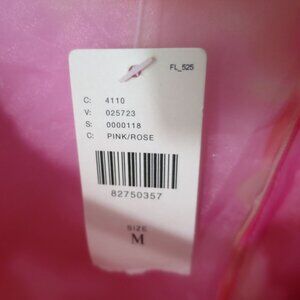 FL_525
C: 4110
V: 025723
S: 0000118
C: PINK/ROSE
82750357
SIZE
M